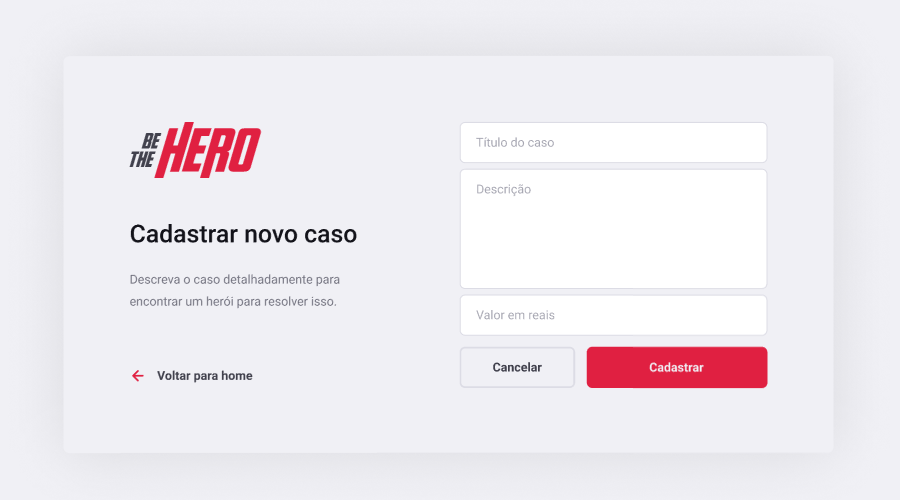 BE
THE HERO
Cadastrar novo caso
Descreva o caso detalhadamente para
encontrar um herói para resolver isso.
Voltar para home
Título do caso
Descrição
Valor em reais
Cancelar
Cadastrar